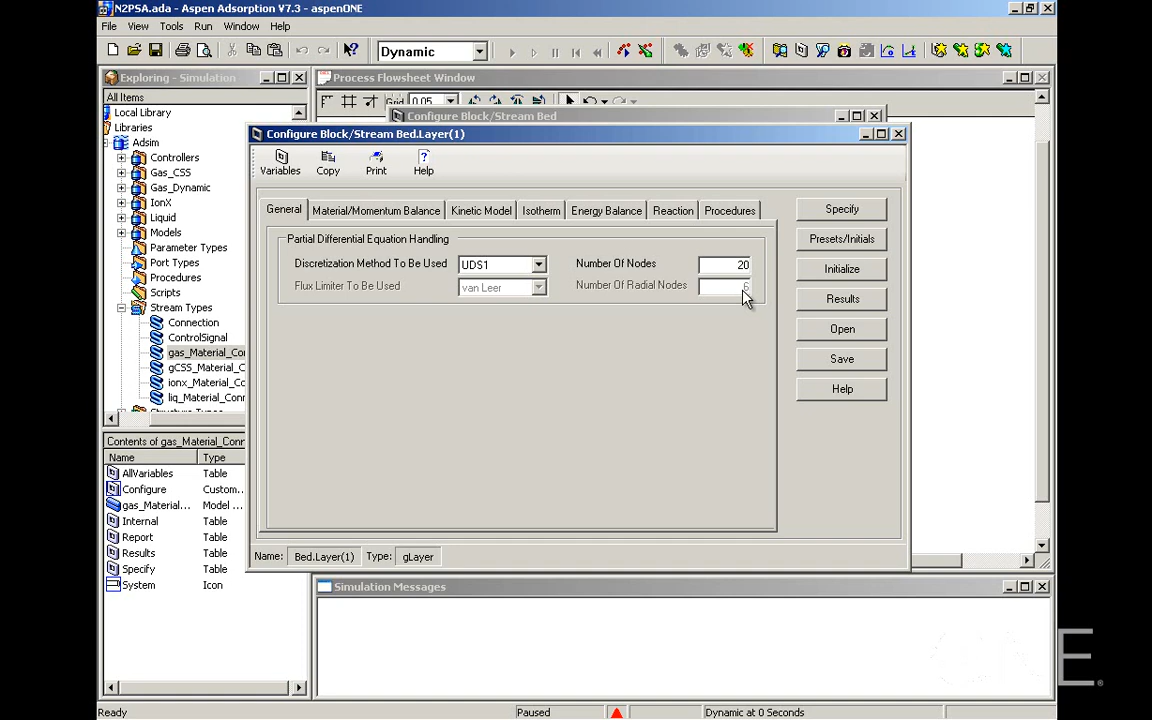 N2PSA.ada - Aspen Adsorption V7.3 - aspenONE
File View Tools Run Window Help
Dynamic
Exploring - Simulation
Process Flowsheet Window
All Items
Grid 0.05
Local Library
Configure Block/Stream Bed
Libraries
Configure Block/Stream Bed.Layer(1)
Adsim
Controllers
Gas_CSS
Gas_Dynamic
IonX
Liquid
Models
Parameter Types
Port Types
Procedures
Scripts
Stream Types
Connection
ControlSignal
gas_Material_Co
gCSS_Material_C
ionx_Material_Co
liq_Material_Conr
Structure Types
Variables Copy Print Help
General Material/Momentum Balance Kinetic Model Isotherm Energy Balance Reaction Procedures
Partial Differential Equation Handling
Discretization Method To Be Used UDS1 Number Of Nodes 20
Flux Limiter To Be Used van Leer Number Of Radial Nodes
Specify
Presets/Initials
Initialize
Results
Open
Save
Help
Name: Bed.Layer(1) Type: gLayer
Contents of gas_Material_Conr
Name Type
AllVariables Table
Configure Custom...
gas_Material... Model ...
Internal Table
Report Table
Results Table
Specify Table
System Icon
Simulation Messages
Ready Paused Dynamic at 0 Seconds